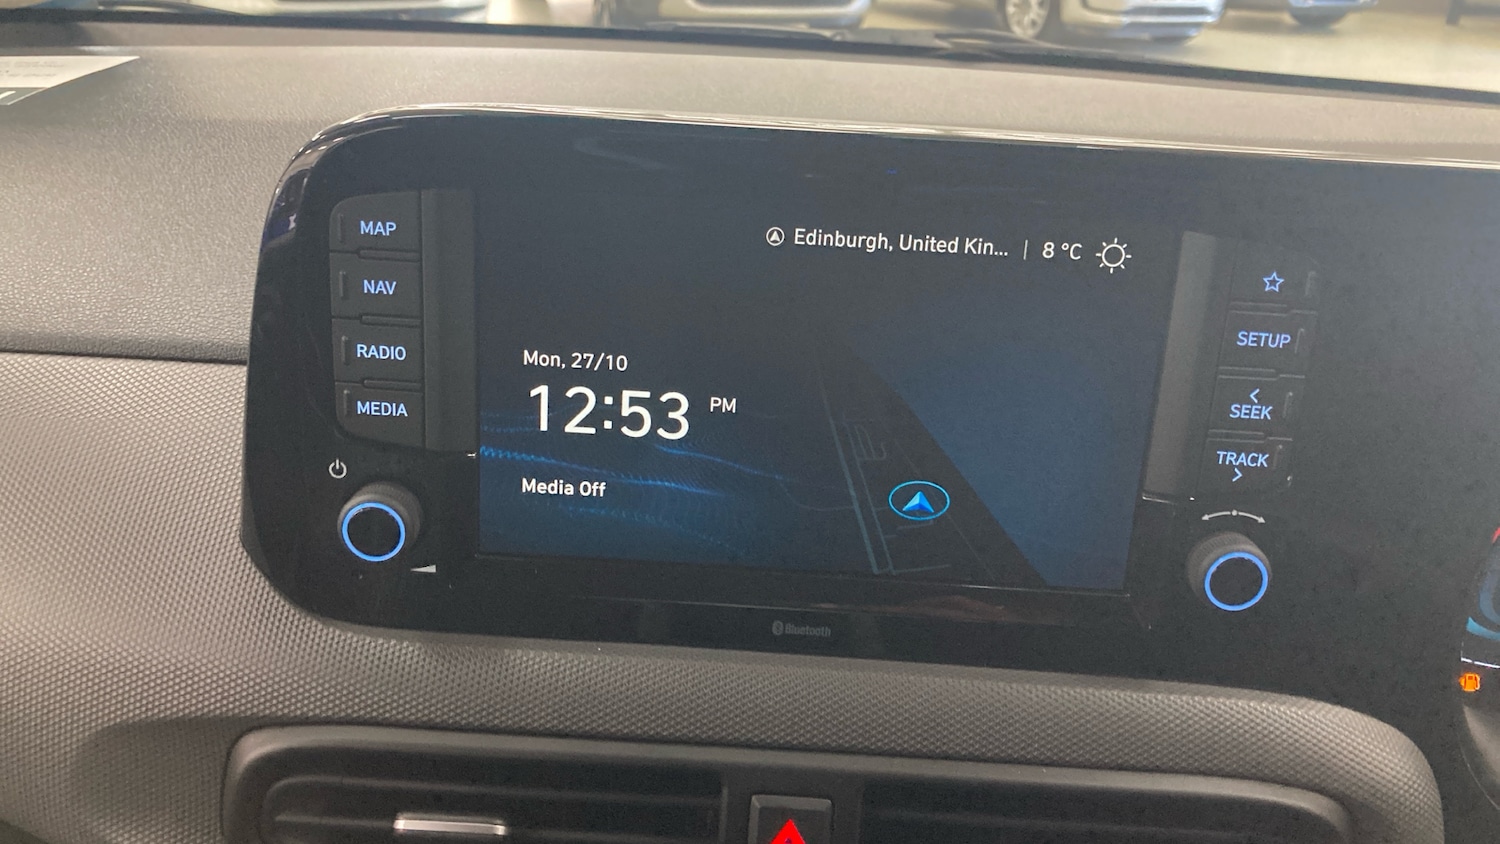 MAP
NAV
RADIO
MEDIA
Edinburgh, United Kin... | 8 °C
Mon, 27/10
12:53 PM
Media Off
SETUP
<
SEEK
TRACK
>
Bluetooth